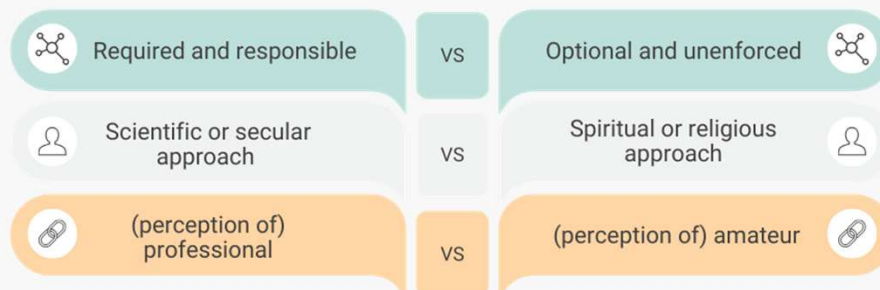 Required and responsible
VS
Optional and unenforced
Scientific or secular
approach
VS
Spiritual or religious
approach
(perception of)
professional
VS
(perception of) amateur